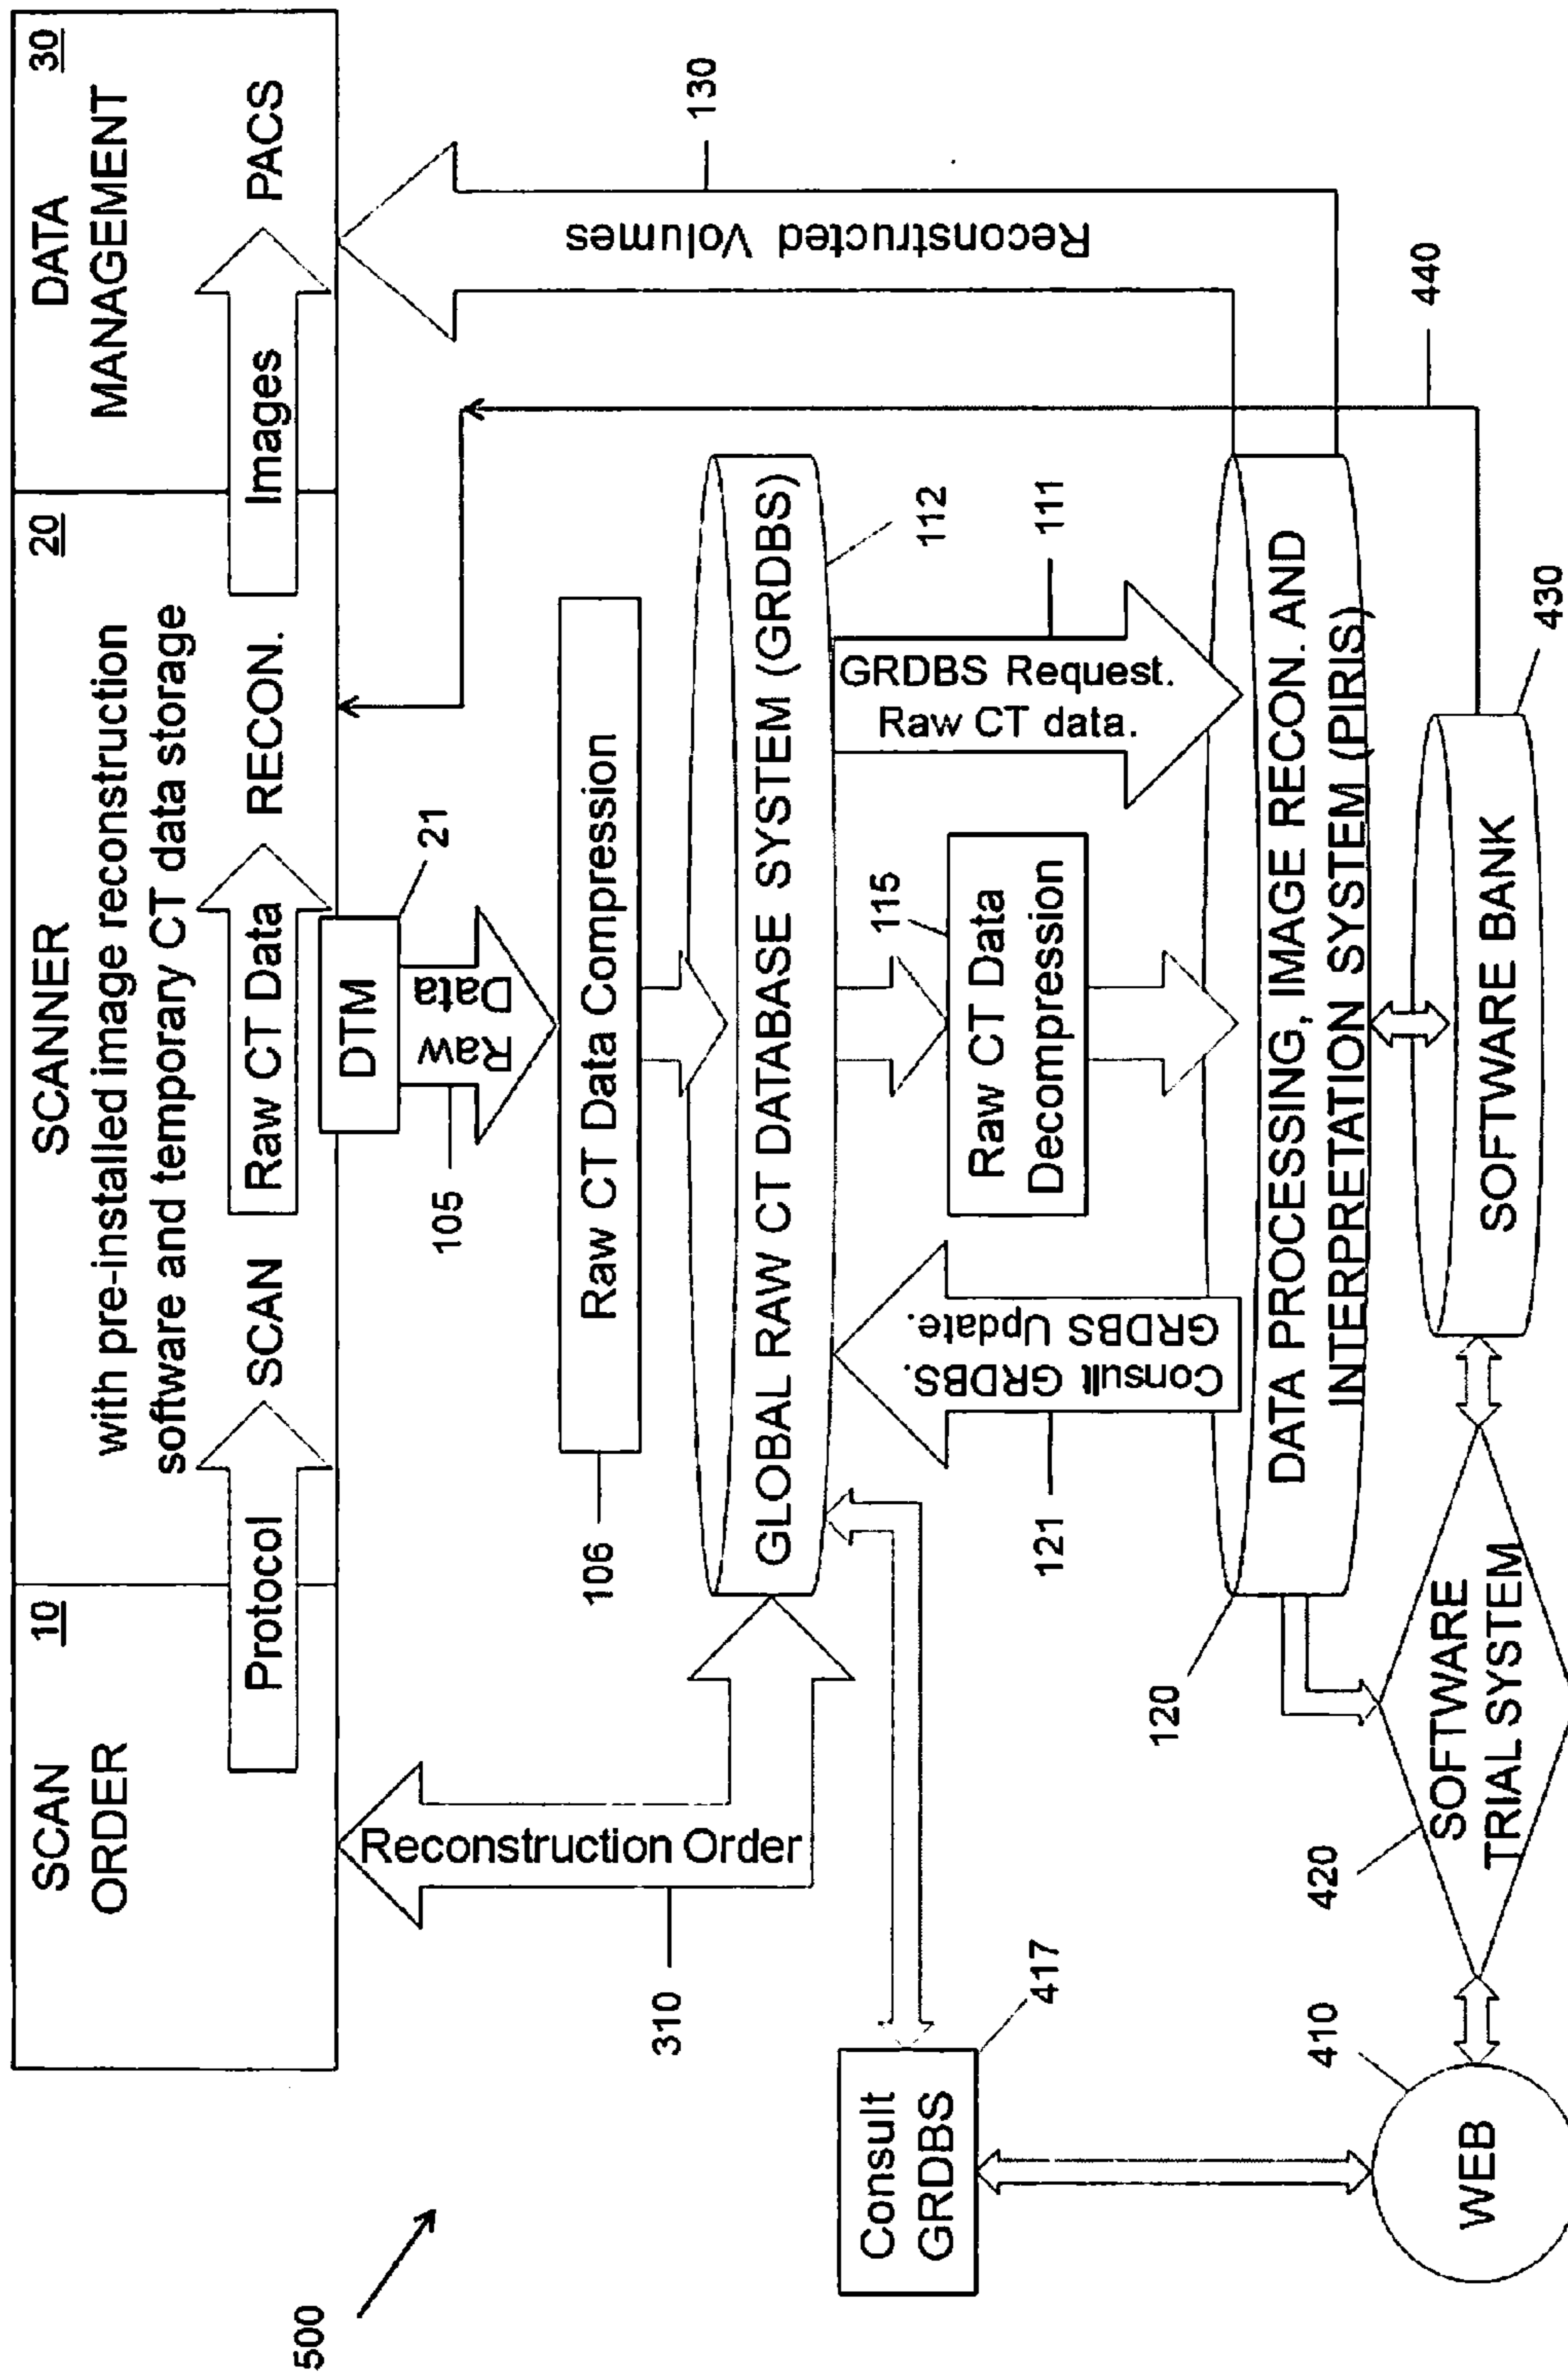 500
SCAN
ORDER
10
Protocol
SCANNER
20
with pre-installed image reconstruction
software and temporary CT data storage
SCAN
Raw CT Data
RECON.
Images
DATA
MANAGEMENT
30
PACS
DTM
21
Raw
Data
105
310
Reconstruction Order
106
Raw CT Data Compression
GLOBAL RAW CT DATABASE SYSTEM (GRDBS)
112
130
Reconstructed Volumes
440
Consult
GRDBS
417
121
Consult GRDBS.
GRDBS Update.
115
Raw CT Data
Decompression
GRDBS Request.
Raw CT data.
111
120
DATA PROCESSING, IMAGE RECON. AND
INTERPRETATION SYSTEM (PIRIS)
410
WEB
420
SOFTWARE
TRIAL SYSTEM
SOFTWARE BANK
430